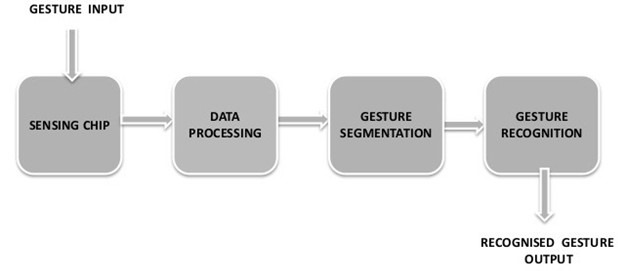 GESTURE INPUT
SENSING CHIP
DATA
PROCESSING
GESTURE
SEGMENTATION
GESTURE
RECOGNITION
RECOGNISED GESTURE
OUTPUT